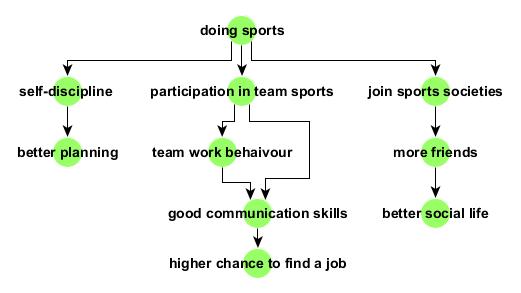 doing sports
self-discipline
participation in team sports
join sports societies
better planning
team work behaivour
more friends
good communication skills
better social life
higher chance to find a job